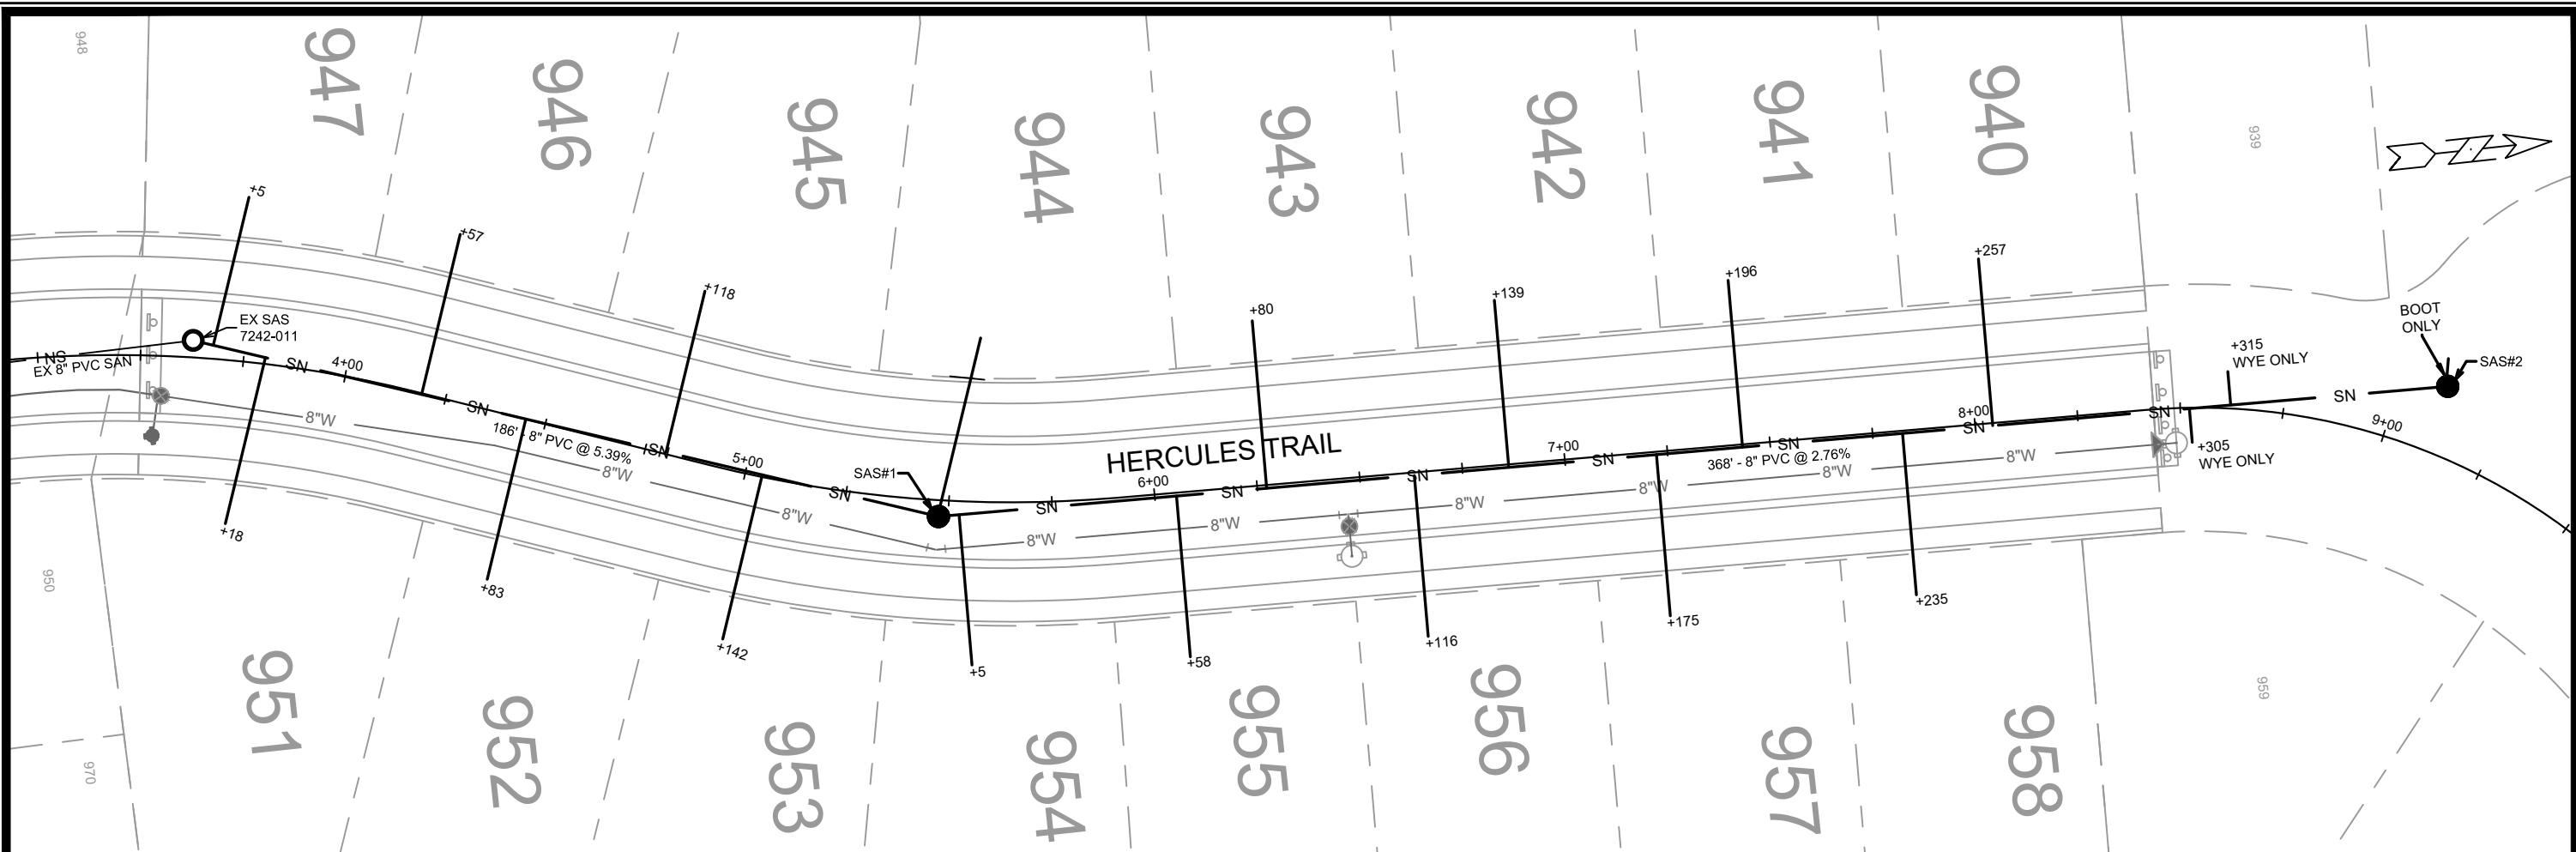 948
947
946
945
944
943
942
941
940
939
+5
+57
+118
+80
+139
+196
+257
+315
WYE ONLY
BOOT
ONLY
SAS#2
EX SAS
7242-011
SN
EX 8" PVC SAN
SN
4+00
SN
186' - 8" PVC @ 5.39%
SN
5+00
SN
SAS#1
HERCULES TRAIL
SN
6+00
SN
SN
7+00
SN
368' - 8" PVC @ 2.76%
SN
8+00
SN
SN
SN
9+00
+305
WYE ONLY
8"W
8"W
8"W
8"W
8"W
8"W
8"W
8"W
8"W
+18
+83
+142
+5
+58
+116
+175
+235
950
951
952
953
954
955
956
957
958
959
970